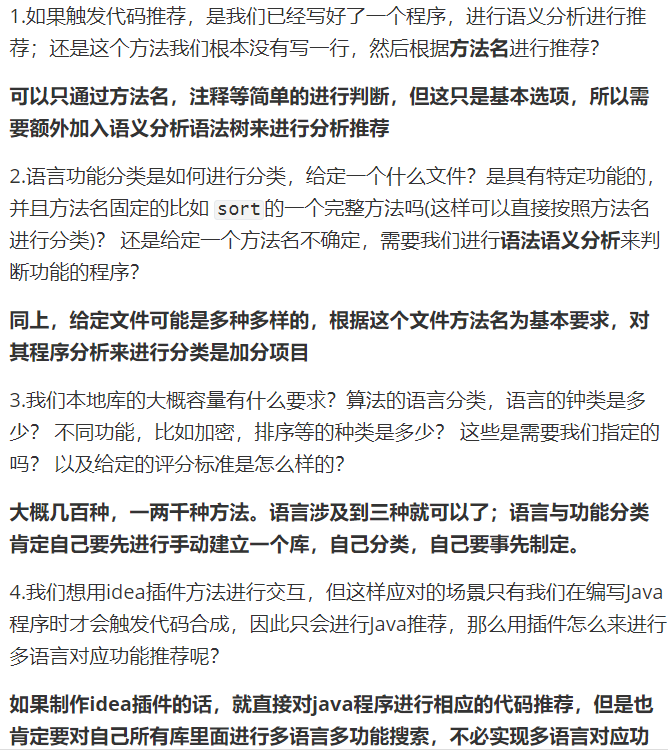 1.如果触发代码推荐，是我们已经写好了一个程序，进行语义分析进行推
荐；还是这个方法我们根本没有写一行，然后根据方法名进行推荐？
可以只通过方法名，注释等简单的进行判断，但这只是基本选项，所以需
要额外加入语义分析语法树来进行分析推荐
2.语言功能分类是如何进行分类，给定一个什么文件？是具有特定功能的，
并且方法名固定的比如 sort 的一个完整方法吗(这样可以直接按照方法名
进行分类)？ 还是给定一个方法名不确定，需要我们进行语法语义分析来判
断功能的程序？
同上，给定文件可能是多种多样的，根据这个文件方法名为基本要求，对
其程序分析来进行分类是加分项目
3.我们本地库的大概容量有什么要求？算法的语言分类，语言的钟类是多
少？ 不同功能，比如加密，排序等的种类是多少？ 这些是需要我们指定的
吗？ 以及给定的评分标准是怎么样的？
大概几百种，一两千种方法。语言涉及到三种就可以了；语言与功能分类
肯定自己要先进行手动建立一个库，自己分类，自己要事先制定。
4.我们想用idea插件方法进行交互，但这样应对的场景只有我们在编写Java
程序时才会触发代码合成，因此只会进行Java推荐，那么用插件怎么来进行
多语言对应功能推荐呢？
如果制作idea插件的话，就直接对java程序进行相应的代码推荐，但是也
肯定要对自己所有库里面进行多语言多功能搜索，不必实现多语言对应功